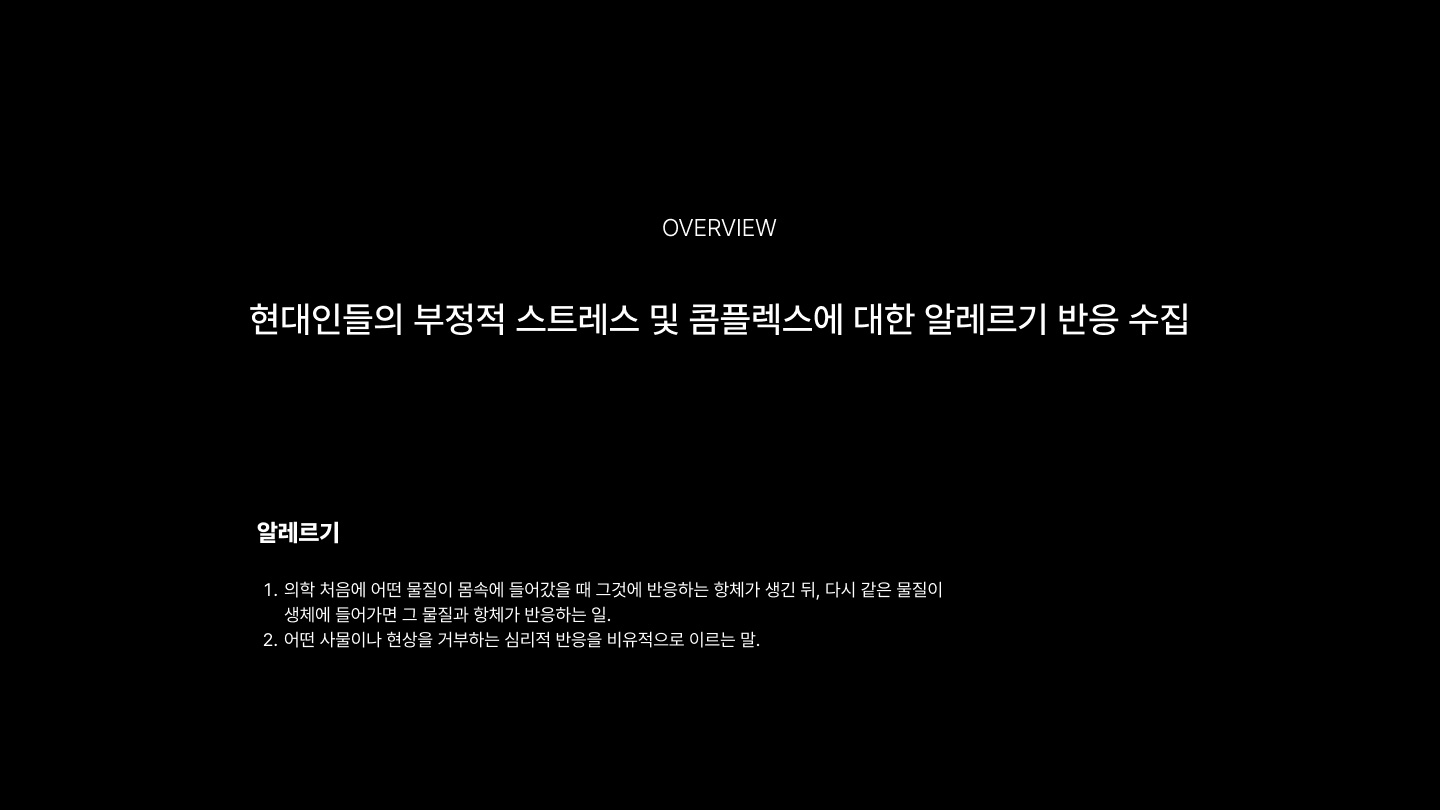 OVERVIEW
현대인들의 부정적 스트레스 및 콤플렉스에 대한 알레르기 반응 수집
알레르기
1. 의학 처음에 어떤 물질이 몸속에 들어갔을 때 그것에 반응하는 항체가 생긴 뒤, 다시 같은 물질이
생체에 들어가면 그 물질과 항체가 반응하는 일.
2. 어떤 사물이나 현상을 거부하는 심리적 반응을 비유적으로 이르는 말.